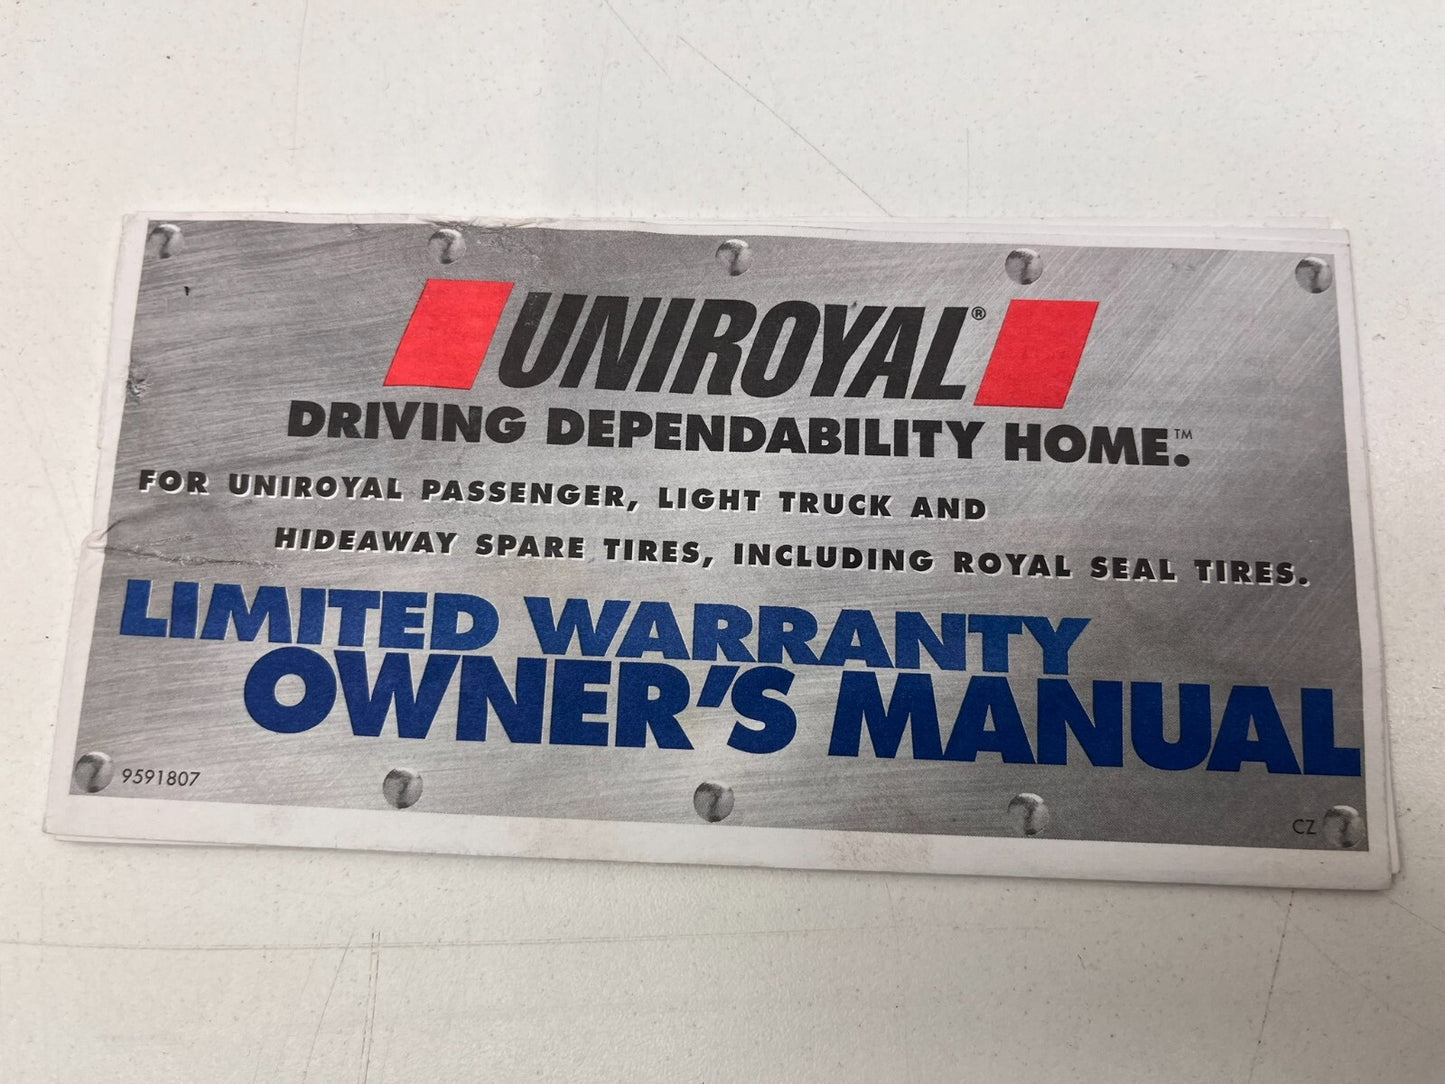 UNIROYAL®
DRIVING DEPENDABILITY HOME.™
FOR UNIROYAL PASSENGER, LIGHT TRUCK AND
HIDEAWAY SPARE TIRES, INCLUDING ROYAL SEAL TIRES.
LIMITED WARRANTY
OWNER'S MANUAL
9591807
CZ